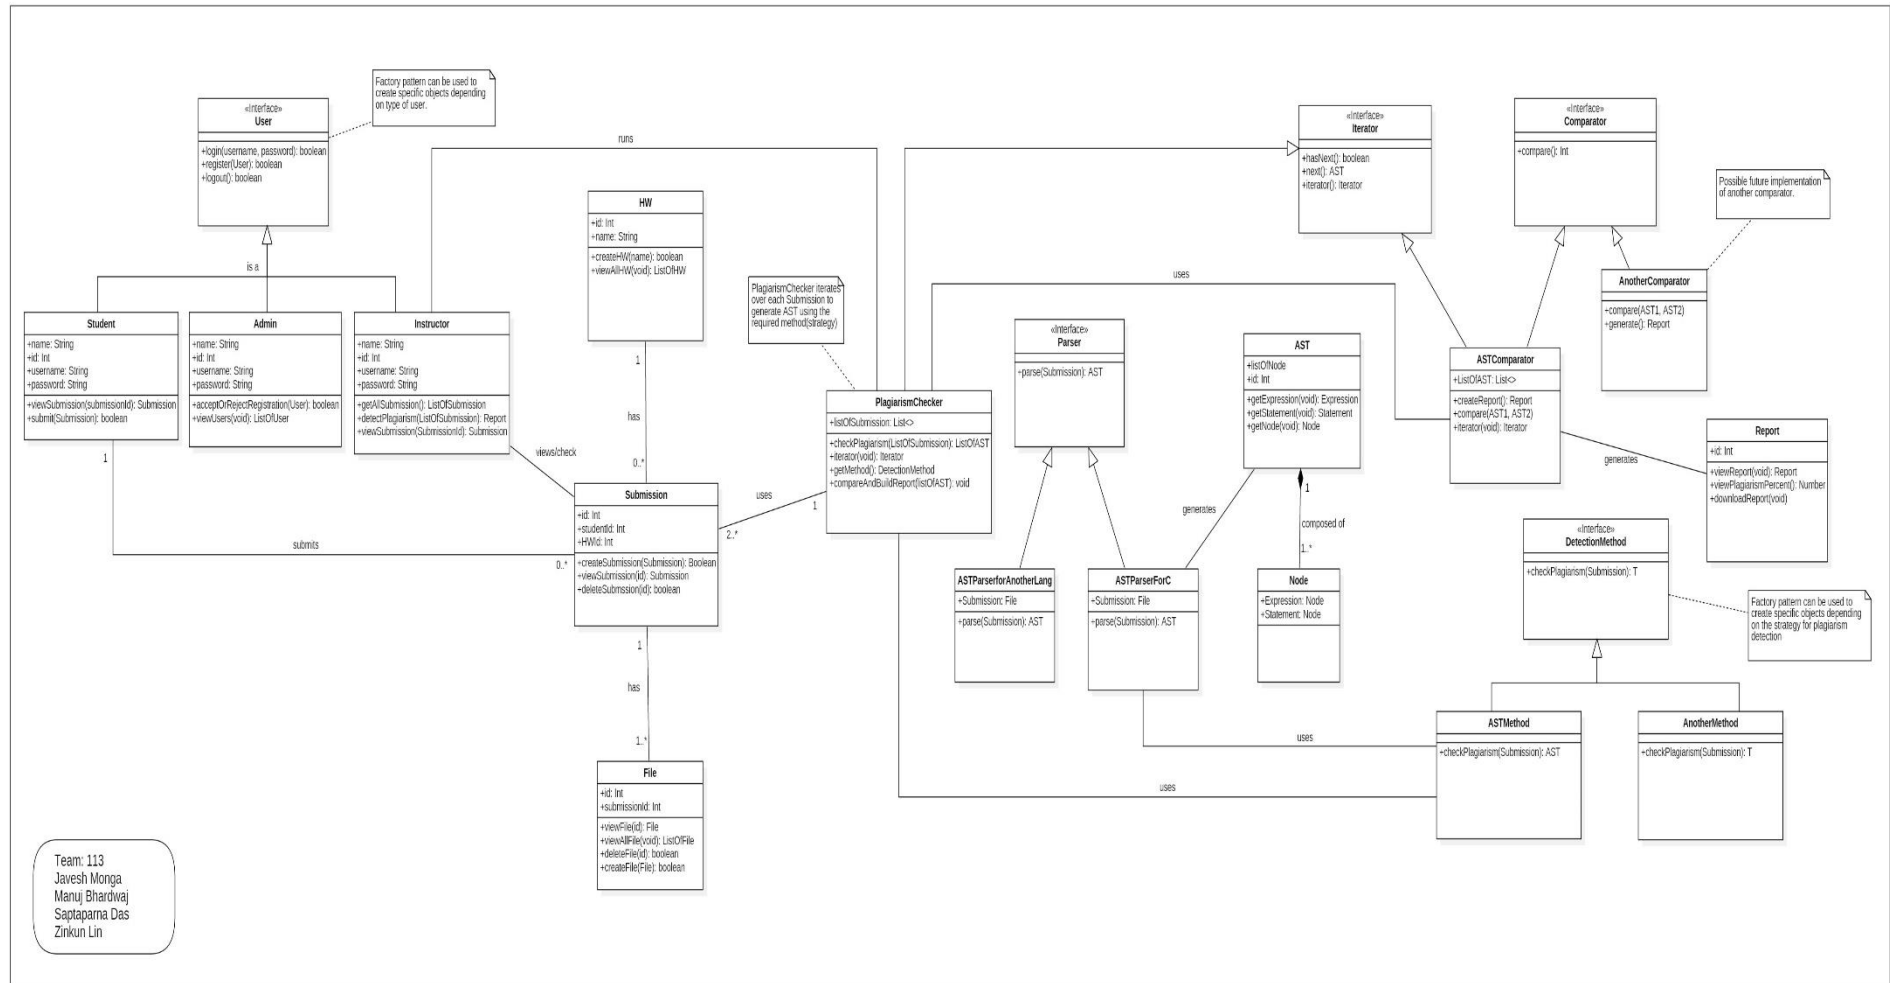 Factory pattern can be used to
create specific objects depending
on type of user.
«Interface»
User
+login(username, password): boolean
+register(User): boolean
+logout(): boolean
is a
runs
Student
+name: String
+id: Int
+username: String
+password: String
+viewSubmission(submissionId): Submission
+submit(Submission): boolean
Admin
+name: String
+id: Int
+username: String
+password: String
+acceptOrRejectRegistration(User): boolean
+viewUsers(void): ListOfUser
Instructor
+name: String
+id: Int
+username: String
+password: String
+getAllSubmission(): ListOfSubmission
+detectPlagiarism(ListOfSubmission): Report
+viewSubmission(SubmissionId): Submission
HW
+id: Int
+name: String
+createHW(name): boolean
+viewAllHW(void): ListOfHW
1
has
0..*
views/check
1
submits
0..*
Submission
+id: Int
+studentId: Int
+HWId: Int
+createSubmission(Submission): Boolean
+viewSubmission(id): Submission
+deleteSubmssion(id): boolean
1
has
1..*
File
+id: Int
+submissionId: Int
+viewFile(id): File
+viewAllFile(void): ListOfFile
+deleteFile(id): boolean
+createFile(File): boolean
uses
1
2..*
PlagiarismChecker iterates
over each Submission to
generate AST using the
required method(strategy)
PlagiarismChecker
+listOfSubmission: List<>
+checkPlagiarism(ListOfSubmission): ListOfAST
+iterator(void): Iterator
+getMethod(): DetectionMethod
+compareAndBuildReport(listOfAST): void
«Interface»
Parser
+parse(Submission): AST
AST
+listOfNode
+id: Int
+getExpression(void): Expression
+getStatement(void): Statement
+getNode(void): Node
generates
1
composed of
1..*
ASTParserforAnotherLang
+Submission: File
+parse(Submission): AST
ASTParserForC
+Submission: File
+parse(Submission): AST
Node
+Expression: Node
+Statement: Node
«Interface»
Iterator
+hasNext(): boolean
+next(): AST
+iterator(): Iterator
«Interface»
Comparator
+compare(): Int
Possible future implementation
of another comparator.
uses
AnotherComparator
+compare(AST1, AST2)
+generate(): Report
ASTComparator
+ListOfAST: List<>
+createReport(): Report
+compare(AST1, AST2)
+iterator(void): Iterator
generates
Report
+id: Int
+viewReport(void): Report
+viewPlagiarismPercent(): Number
+downloadReport(void)
«Interface»
DetectionMethod
+checkPlagiarism(Submission): T
Factory pattern can be used to
create specific objects depending
on the strategy for plagiarism
detection
ASTMethod
+checkPlagiarism(Submission): AST
AnotherMethod
+checkPlagiarism(Submission): T
uses
uses
Team: 113
Javesh Monga
Manuj Bhardwaj
Saptaparna Das
Zinkun Lin